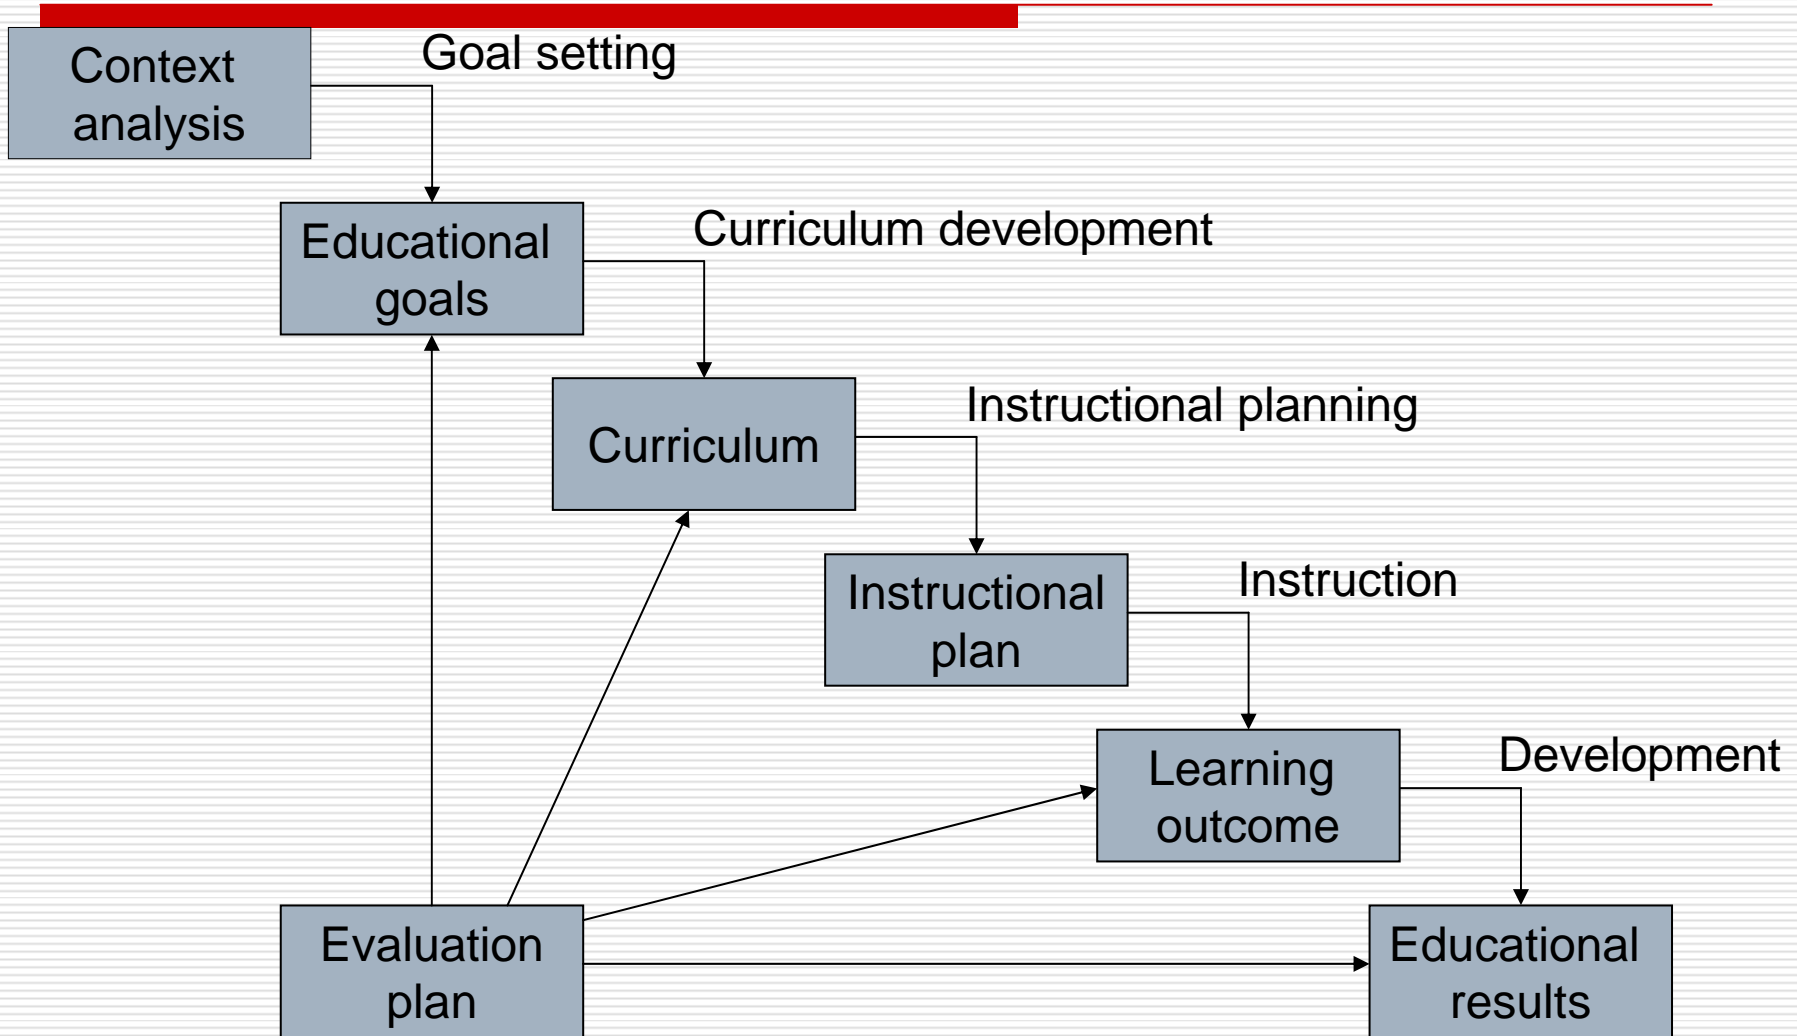 Context
analysis
Goal setting
Educational
goals
Curriculum development
Curriculum
Instructional planning
Instructional
plan
Instruction
Learning
outcome
Development
Evaluation
plan
Educational
results